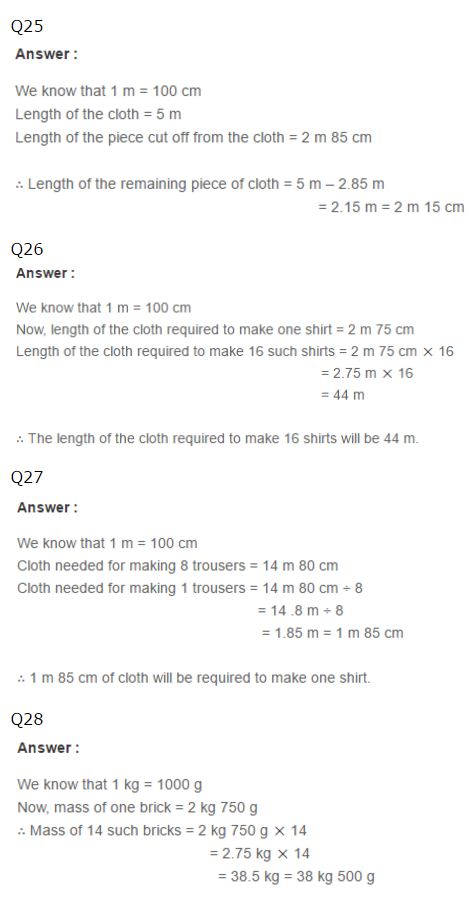 Q25
Answer :
We know that 1 m = 100 cm
Length of the cloth = 5 m
Length of the piece cut off from the cloth = 2 m 85 cm
∴ Length of the remaining piece of cloth = 5 m – 2.85 m
= 2.15 m = 2 m 15 cm
Q26
Answer :
We know that 1 m = 100 cm
Now, length of the cloth required to make one shirt = 2 m 75 cm
Length of the cloth required to make 16 such shirts = 2 m 75 cm × 16
= 2.75 m × 16
= 44 m
∴ The length of the cloth required to make 16 shirts will be 44 m.
Q27
Answer :
We know that 1 m = 100 cm
Cloth needed for making 8 trousers = 14 m 80 cm
Cloth needed for making 1 trousers = 14 m 80 cm ÷ 8
= 14 .8 m ÷ 8
= 1.85 m = 1 m 85 cm
∴ 1 m 85 cm of cloth will be required to make one shirt.
Q28
Answer :
We know that 1 kg = 1000 g
Now, mass of one brick = 2 kg 750 g
∴ Mass of 14 such bricks = 2 kg 750 g × 14
= 2.75 kg × 14
= 38.5 kg = 38 kg 500 g